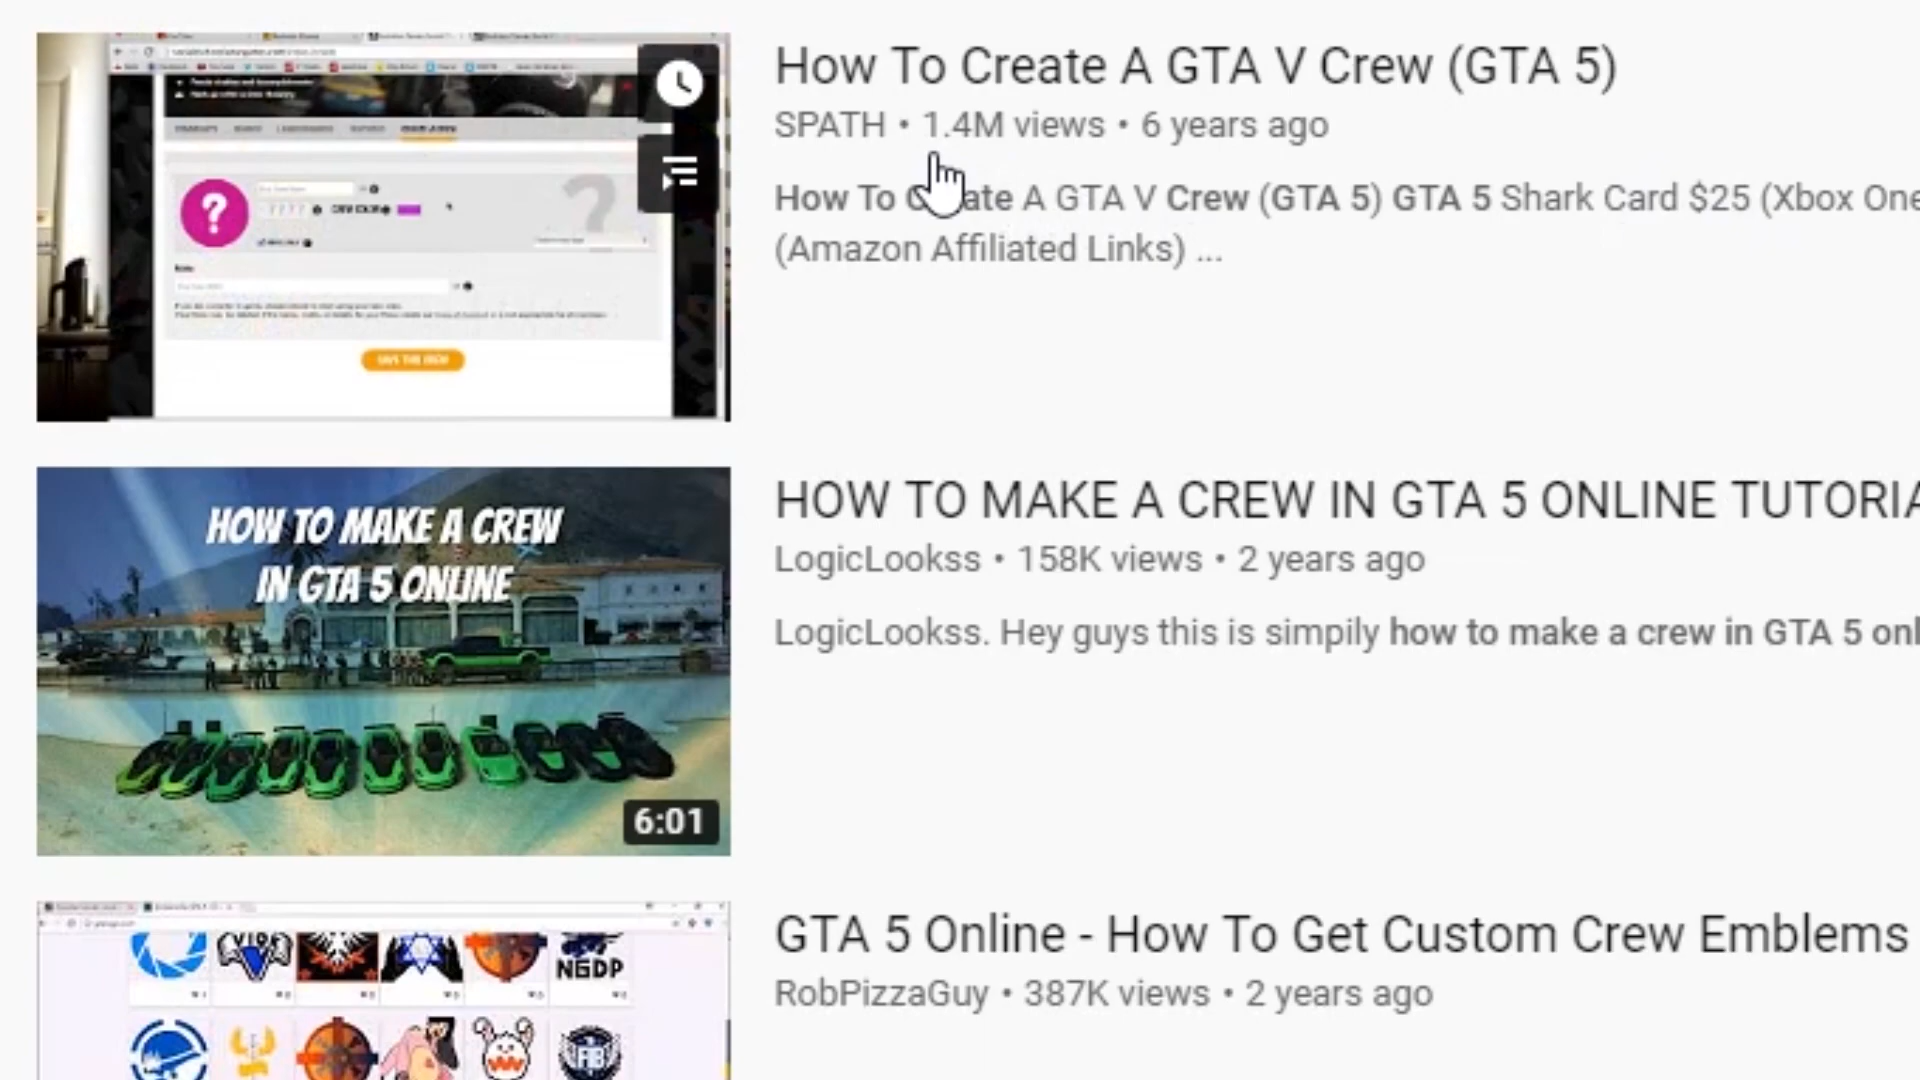 How To Create A GTA V Crew (GTA 5)
SPATH • 1.4M views • 6 years ago
How To C ate A GTA V Crew (GTA 5) GTA 5 Shark Card $25 (Xbox One
(Amazon Affiliated Links) ...
HOW TO MAKE A CREW
IN GTA 5 ONLINE
6:01
HOW TO MAKE A CREW IN GTA 5 ONLINE TUTORIA
LogicLookss • 158K views • 2 years ago
LogicLookss. Hey guys this is simpily how to make a crew in GTA 5 onl
NGDP
GTA 5 Online - How To Get Custom Crew Emblems
RobPizzaGuy • 387K views • 2 years ago